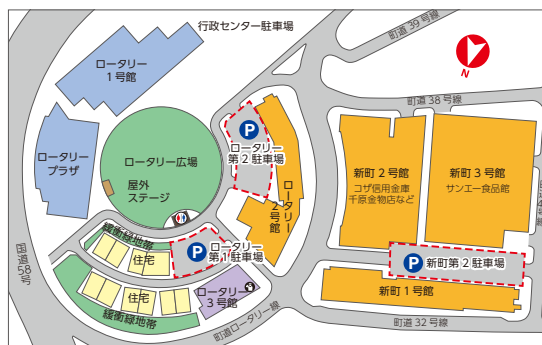 行政センター駐車場
町道39号線
N
ロータリー
1号館
町道38号線
P
ロータリー
第2駐車場
ロータリー
プラザ
ロータリー広場
屋外
ステージ
ロータリー
2号館
新町2号館
コザ信用金庫
千原金物店など
新町3号館
サンエー食品館
緩衝緑地帯
住宅
P
ロータリー
第1駐車場
P
新町第2駐車場
国道58号
住宅
緩衝緑地帯
ロータリー
3号館
新町1号館
町道ロータリー線
町道32号線